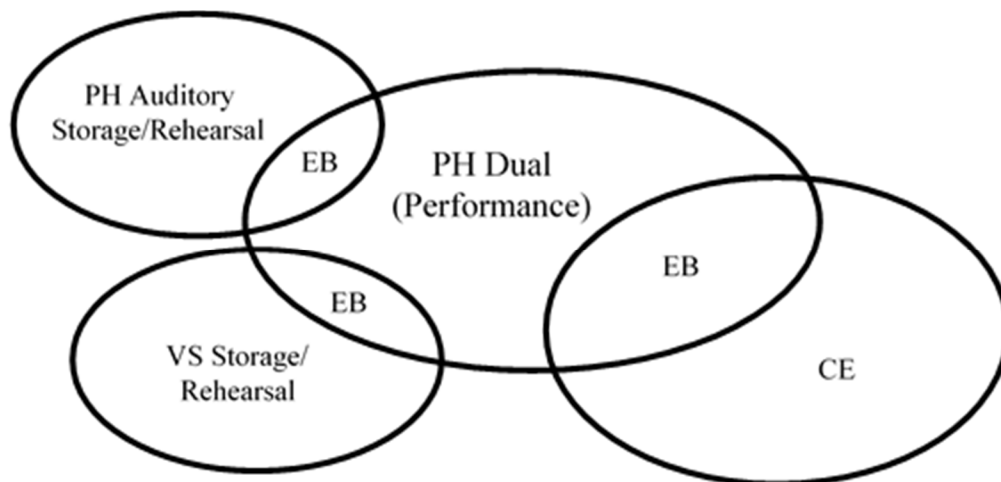 PH Auditory
Storage/Rehearsal
EB
PH Dual
(Performance)
EB
EB
VS Storage/
Rehearsal
CE